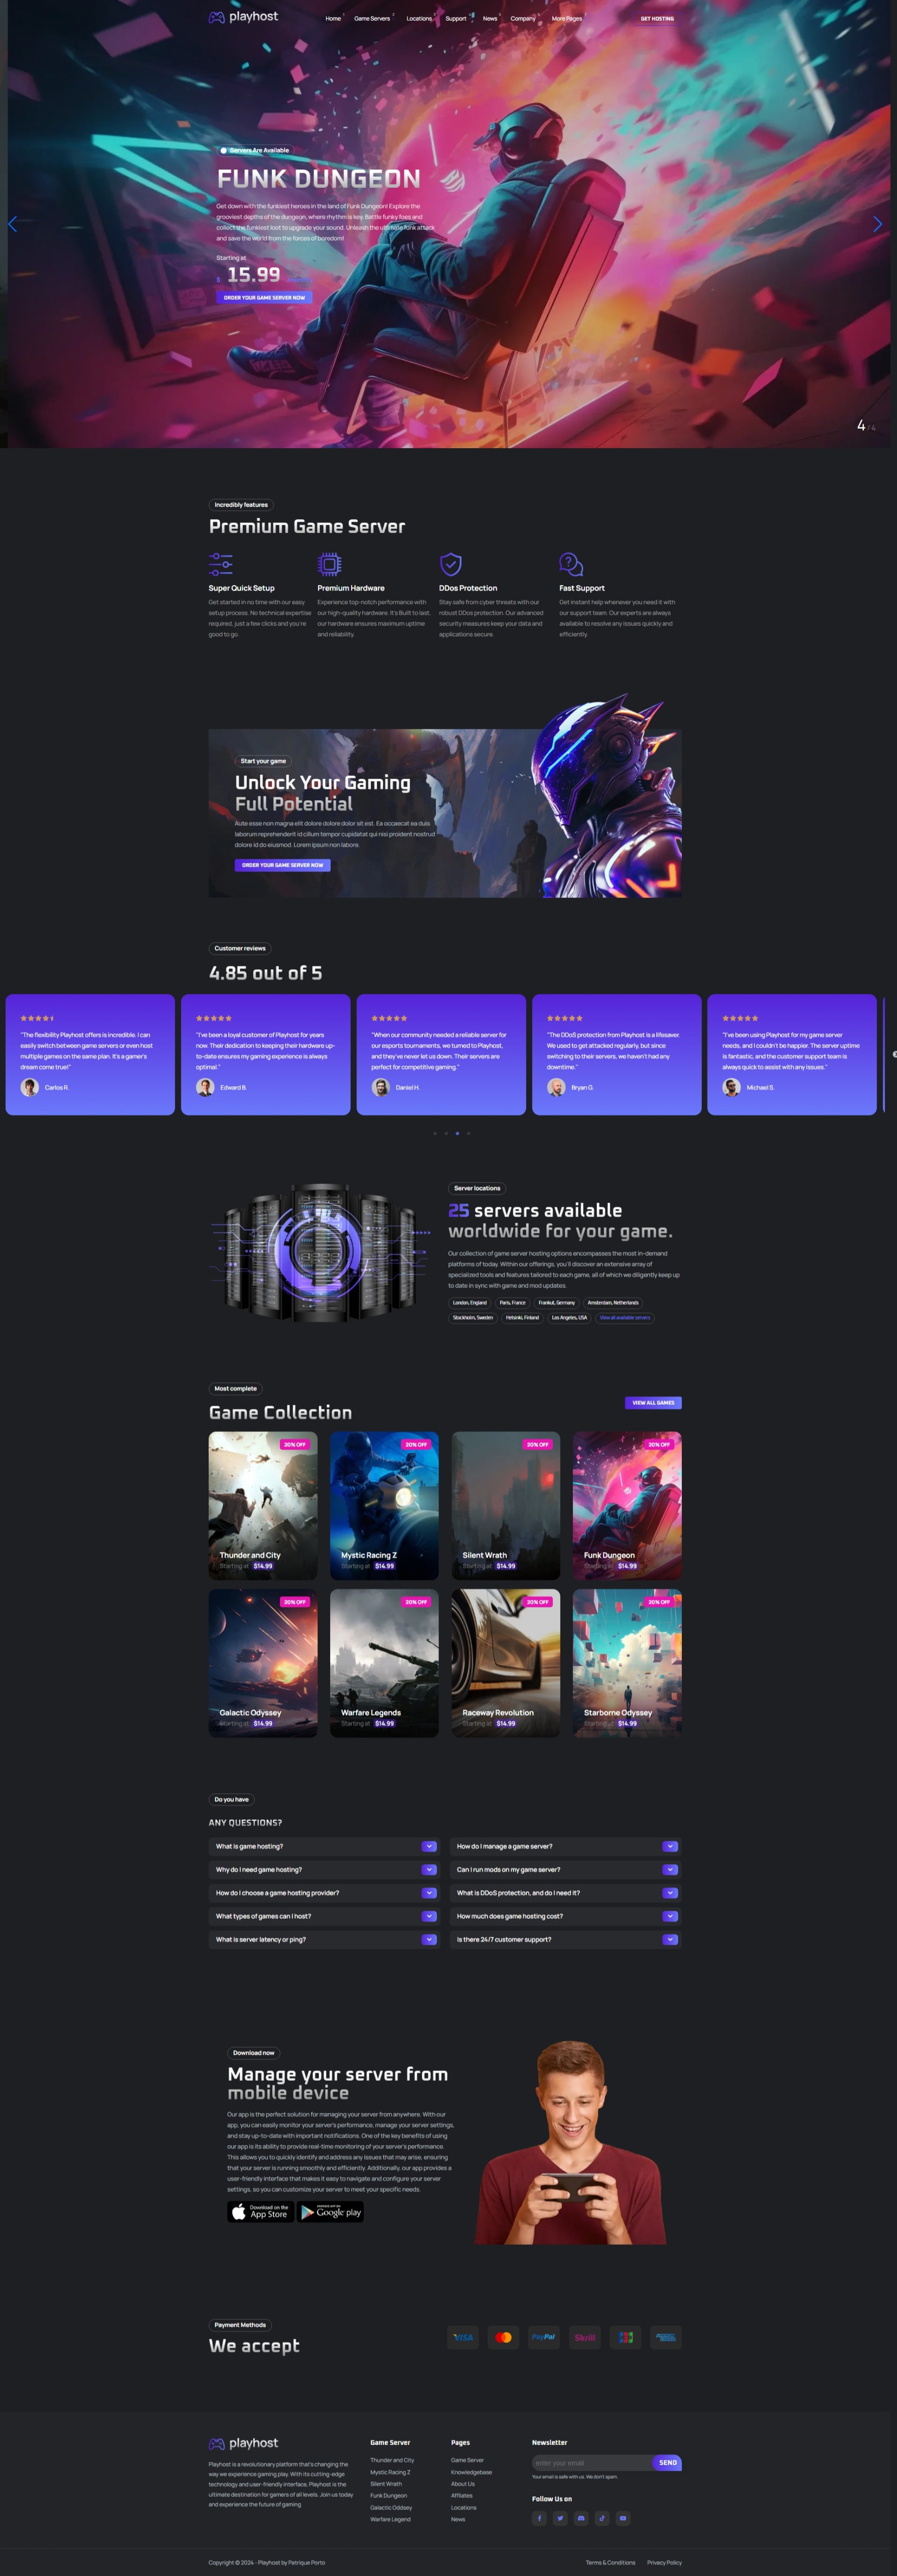 playhost
Home
Game Servers
Locations
Support
News
Company
More Pages
GET HOSTING
Servers Are Available
FUNK DUNGEON
Get down with the funkiest heroes in the land of Funk Dungeon! Explore the
grooviest depths of the dungeon, where rhythm is key. Battle funky foes and
collect the funkiest loot to upgrade your sound. Unleash the ultimate funk attack
and save the world from the forces of boredom!
Starting at
$ 15.99
ORDER YOUR GAME SERVER NOW
4 / 4
Incredibly features
Premium Game Server
Super Quick Setup
Get started in no time with our easy
setup process. No technical expertise
required, just a few clicks and you're
good to go.
Premium Hardware
Experience top-notch performance with
our high-quality hardware. It's built to last,
our hardware ensures maximum uptime
and reliability.
DDos Protection
Stay safe from cyber threats with our
robust DDos protection. Our advanced
security measures keep your data and
applications secure.
Fast Support
Get instant help whenever you need it with
our support team. Our experts are always
available to resolve any issues quickly and
efficiently.
Start your game
Unlock Your Gaming
Full Potential
Aute esse non magna elit dolore dolore dolor sit est. Ea occaecat ea duis
laborum reprehenderit id cillum tempor cupidatat qui nisi proident nostrud
dolore id do eiusmod. Lorem ipsum non labore.
ORDER YOUR GAME SERVER NOW
Customer reviews
4.85 out of 5
"The flexibility Playhost offers is incredible. I can
easily switch between game servers or even host
multiple games on the same plan. It's a gamer's
dream come true!"
Carlos R.
"I've been a loyal customer of Playhost for years
now. Their dedication to keeping their hardware up-
to-date ensures my gaming experience is always
optimal."
Edward B.
"When our community needed a reliable server for
our esports tournaments, we turned to Playhost,
and they've never let us down. Their servers are
perfect for competitive gaming."
Daniel H.
"The DDoS protection from Playhost is a lifesaver.
We used to get attacked regularly, but since
switching to their servers, we haven't had any
downtime."
Bryan G.
"I've been using Playhost for my game server
needs, and I couldn't be happier. The server uptime
is fantastic, and the customer support team is
always quick to assist with any issues."
Michael S.
Server locations
25 servers available
worldwide for your game.
Our collection of game server hosting options encompasses the most in-demand
platforms of today. Within our offerings, you'll discover an extensive array of
specialized tools and features tailored to each game, all of which we diligently keep up
to date in sync with game and mod updates.
London, England
Paris, France
Frankut, Germany
Amsterdam, Netherlands
Stockholm, Sweden
Helsinki, Finland
Los Angeles, USA
View all available servers
Most complete
Game Collection
VIEW ALL GAMES
20% OFF
Thunder and City
Starting at $14.99
20% OFF
Mystic Racing Z
Starting at $14.99
20% OFF
Silent Wrath
Starting at $14.99
20% OFF
Funk Dungeon
Starting at $14.99
20% OFF
Galactic Odyssey
Starting at $14.99
20% OFF
Warfare Legends
Starting at $14.99
20% OFF
Raceway Revolution
Starting at $14.99
20% OFF
Starborne Odyssey
Starting at $14.99
Do you have
ANY QUESTIONS?
What is game hosting?
Why do I need game hosting?
How do I choose a game hosting provider?
What types of games can I host?
What is server latency or ping?
How do I manage a game server?
Can I run mods on my game server?
What is DDoS protection, and do I need it?
How much does game hosting cost?
Is there 24/7 customer support?
Download now
Manage your server from
mobile device
Our app is the perfect solution for managing your server from anywhere. With our
app, you can easily monitor your server's performance, manage your server settings,
and stay up-to-date with important notifications. One of the key benefits of using
our app is its ability to provide real-time monitoring of your server's performance.
This allows you to quickly identify and address any issues that may arise, ensuring
that your server is running smoothly and efficiently. Additionally, our app provides a
user-friendly interface that makes it easy to navigate and configure your server
settings, so you can customize your server to meet your specific needs.
Download on the
App Store
Google play
Payment Methods
We accept
VISA
PayPal
Skrill
JCB
playhost
Playhost is a revolutionary platform that's changing the
way we experience gaming play. With its cutting-edge
technology and user-friendly interface, Playhost is the
ultimate destination for gamers of all levels. Join us today
and experience the future of gaming
Game Server
Thunder and City
Mystic Racing Z
Silent Wrath
Funk Dungeon
Galactic Oddsey
Warfare Legend
Pages
Game Server
Knowledgebase
About Us
Affliates
Locations
News
Newsletter
enter your email
SEND
Your email is safe with us. We don't spam.
Follow Us on
Copyright © 2024 - Playhost by Patrique Porto
Terms & Conditions
Privacy Policy